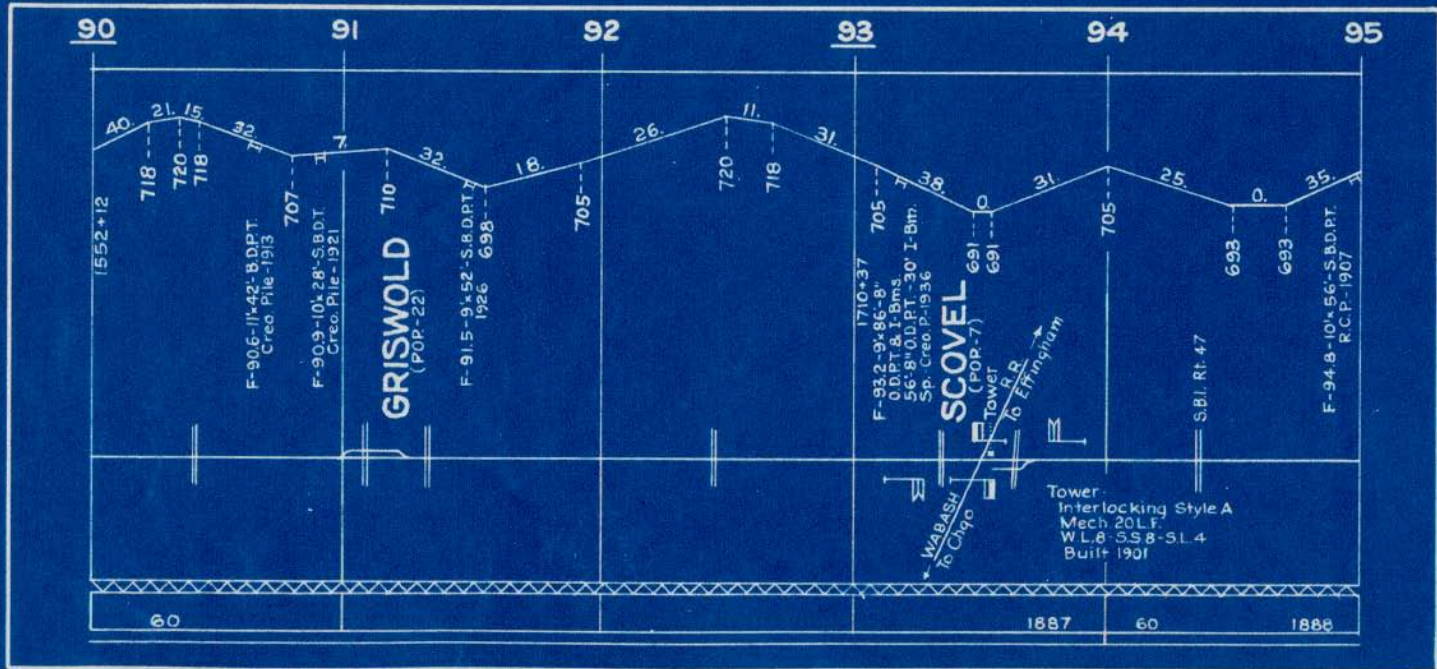 90 91 92 93 94 95
40. 21. 15. 32. 7. 32. 18. 26. 11. 31. 38. 0. 31. 25. 0. 35.
718 720 718 707 710 698 705 720 718 705 691 691 705 693 693
1552+12
F-90.6-11'x42'-B.D.P.T.
Creo. Pile-1913
F-90.9-10'x28'-S.B.D.T.
Creo. Pile-1921
GRISWOLD
(POP.-22)
F-91.5-9'x52'-S.B.D.P.T.
1926
1710+37
F-93.2-9'x86'-8"
O.D.P.T. & I-Bms.
56'-8" O.D.P.T.-30' I-Bm.
Sp.-Creo. P-1936
SCOVEL
(POP.-7)
Tower
WABASH R.R.
To Effingham
To Chgo
S.B.I. Rt. 47
F-94.8-10'x56'-S.B.D.P.T.
R.C.P.-1907
Tower
Interlocking Style A
Mech. 20 L.F.
W.L.8-S.S.8-S.L.4
Built 1901
60 1887 60 1888